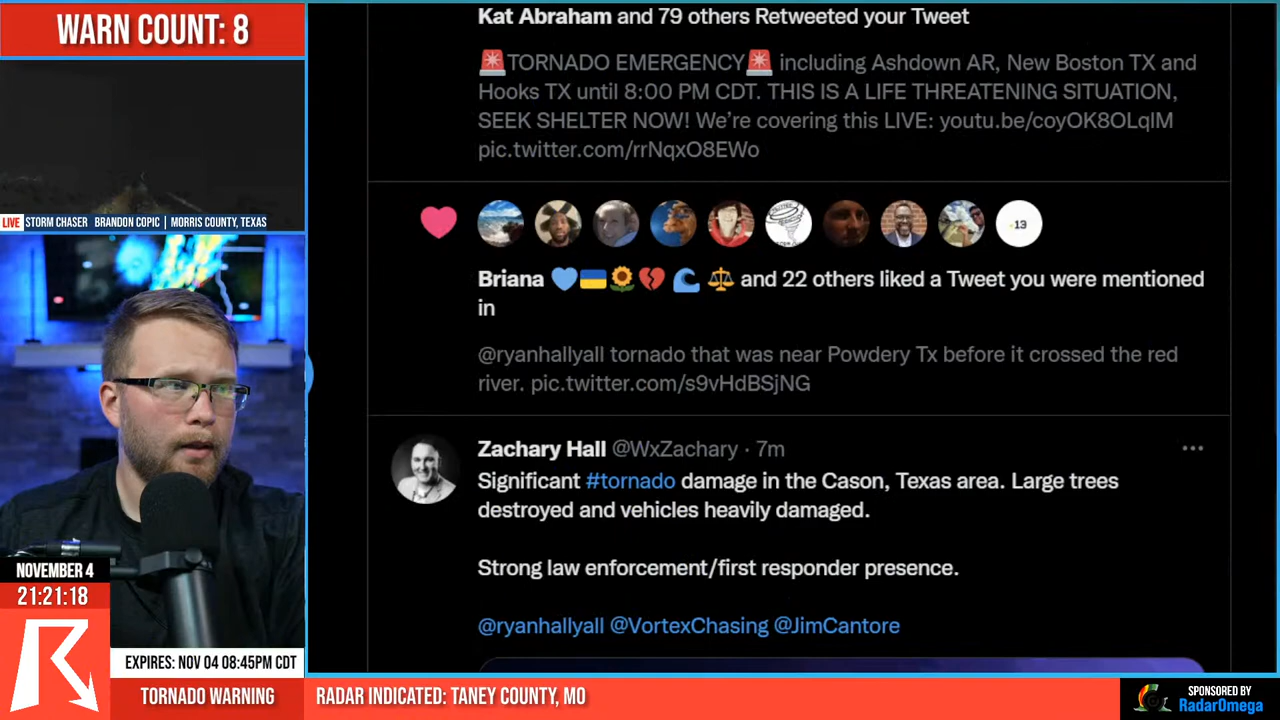 WARN COUNT: 8
LIVE STORM CHASER BRANDON COPIC | MORRIS COUNTY, TEXAS
Kat Abraham and 79 others Retweeted your Tweet
🚨TORNADO EMERGENCY🚨 including Ashdown AR, New Boston TX and
Hooks TX until 8:00 PM CDT. THIS IS A LIFE THREATENING SITUATION,
SEEK SHELTER NOW! We’re covering this LIVE: youtu.be/coyOK8OLqlM
pic.twitter.com/rrNqxO8EWo
13
Briana 💙🇺🇦🌻💔🌊⚖️ and 22 others liked a Tweet you were mentioned
in
@ryanhallyall tornado that was near Powdery Tx before it crossed the red
river. pic.twitter.com/s9vHdBSjNG
Zachary Hall @WxZachary · 7m
Significant #tornado damage in the Cason, Texas area. Large trees
destroyed and vehicles heavily damaged.
Strong law enforcement/first responder presence.
@ryanhallyall @VortexChasing @JimCantore
NOVEMBER 4
21:21:18
EXPIRES: NOV 04 08:45PM CDT
TORNADO WARNING
RADAR INDICATED: TANEY COUNTY, MO
SPONSORED BY
RadarOmega